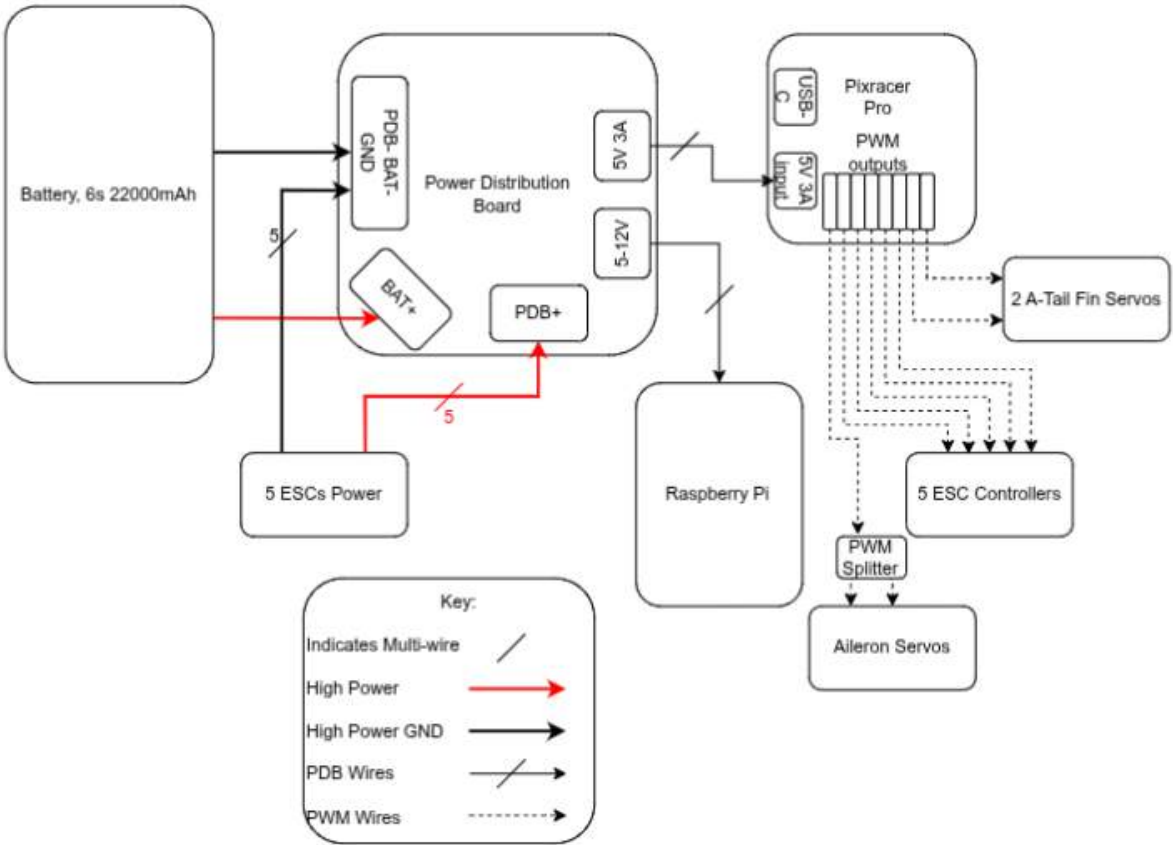 Battery, 6s 22000mAh
PDB- BAT-
GND
Power Distribution
Board
5V 3A
5-12V
BAT+
PDB+
5
5
5 ESCs Power
USB-
C
Pixracer
Pro
PWM
outputs
5V 3A
input
2 A-Tail Fin Servos
Raspberry Pi
5 ESC Controllers
PWM
Splitter
Aileron Servos
Key:
Indicates Multi-wire
High Power
High Power GND
PDB Wires
PWM Wires